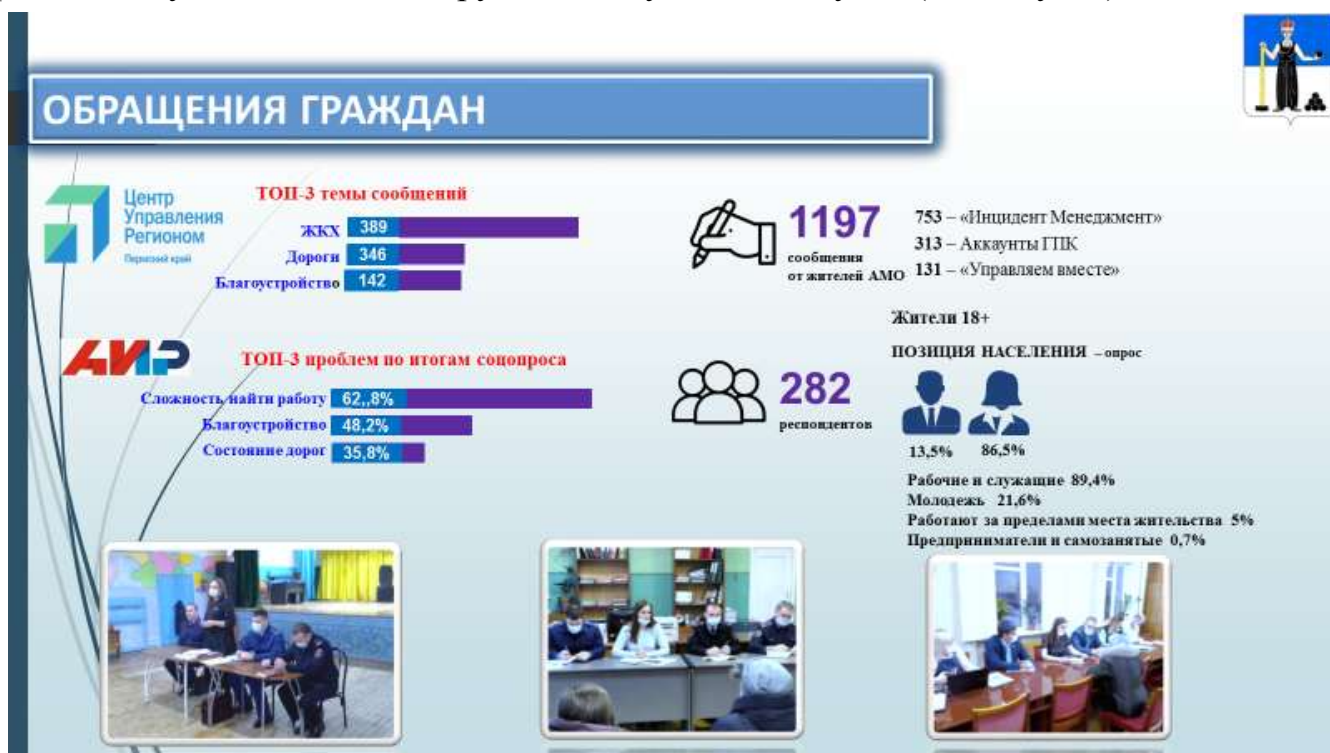 ОБРАЩЕНИЯ ГРАЖДАН
Центр
Управления
Регионом
Пермский край
ТОП-3 темы сообщений
ЖКХ 389
Дороги 346
Благоустройство 142
1197
сообщения
от жителей АМО
753 – «Инцидент Менеджмент»
313 – Аккаунты ГПК
131 – «Управляем вместе»
Жители 18+
ПОЗИЦИЯ НАСЕЛЕНИЯ – опрос
АИР
ТОП-3 проблем по итогам соцопроса
Сложность найти работу 62,,8%
Благоустройство 48,2%
Состояние дорог 35,8%
282
респондентов
13,5% 86,5%
Рабочие и служащие 89,4%
Молодежь 21,6%
Работают за пределами места жительства 5%
Предприниматели и самозанятые 0,7%